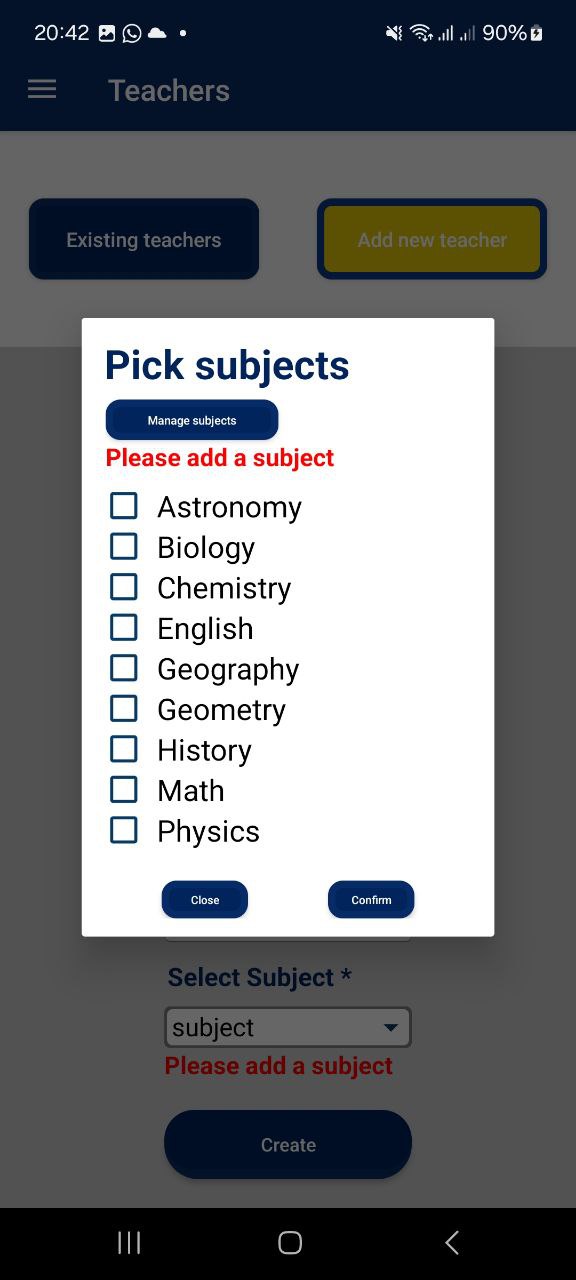 20:42 90%
Teachers
Existing teachers
Add new teacher
Pick subjects
Manage subjects
Please add a subject
Astronomy
Biology
Chemistry
English
Geography
Geometry
History
Math
Physics
Close
Confirm
Select Subject *
subject
Please add a subject
Create